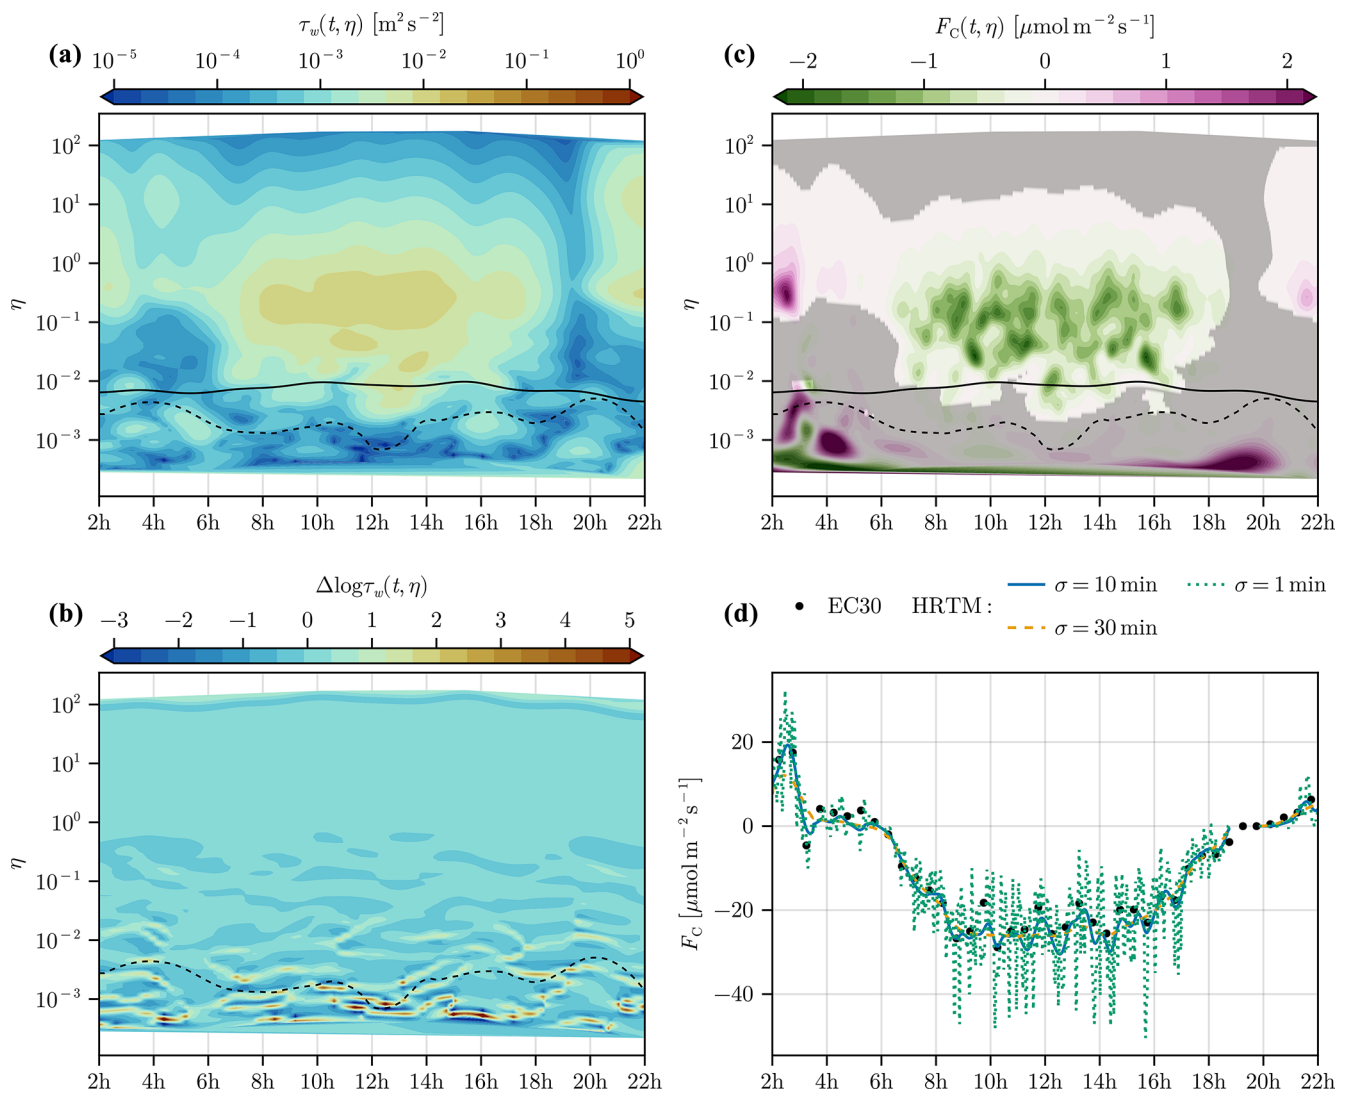 (a)
τw(t, η) [m² s⁻²]
10⁻⁵ 10⁻⁴ 10⁻³ 10⁻² 10⁻¹ 10⁰
η
10²
10¹
10⁰
10⁻¹
10⁻²
10⁻³
2h 4h 6h 8h 10h 12h 14h 16h 18h 20h 22h
(c)
F_C(t, η) [μmol m⁻² s⁻¹]
−2 −1 0 1 2
η
10²
10¹
10⁰
10⁻¹
10⁻²
10⁻³
2h 4h 6h 8h 10h 12h 14h 16h 18h 20h 22h
(b)
Δlogτw(t, η)
−3 −2 −1 0 1 2 3 4 5
η
10²
10¹
10⁰
10⁻¹
10⁻²
10⁻³
2h 4h 6h 8h 10h 12h 14h 16h 18h 20h 22h
(d)
EC30 HRTM: σ = 10 min σ = 1 min
σ = 30 min
F_C [μmol m⁻² s⁻¹]
20
0
−20
−40
2h 4h 6h 8h 10h 12h 14h 16h 18h 20h 22h